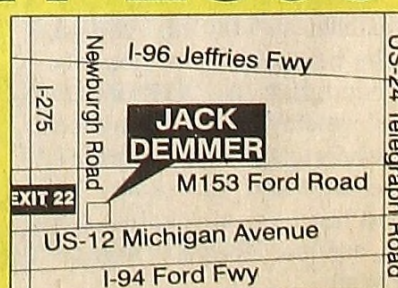 I-96 Jeffries Fwy
I-275
Newburgh Road
US-24 Telegraph Road
JACK
DEMMER
M153 Ford Road
EXIT 22
US-12 Michigan Avenue
I-94 Ford Fwy